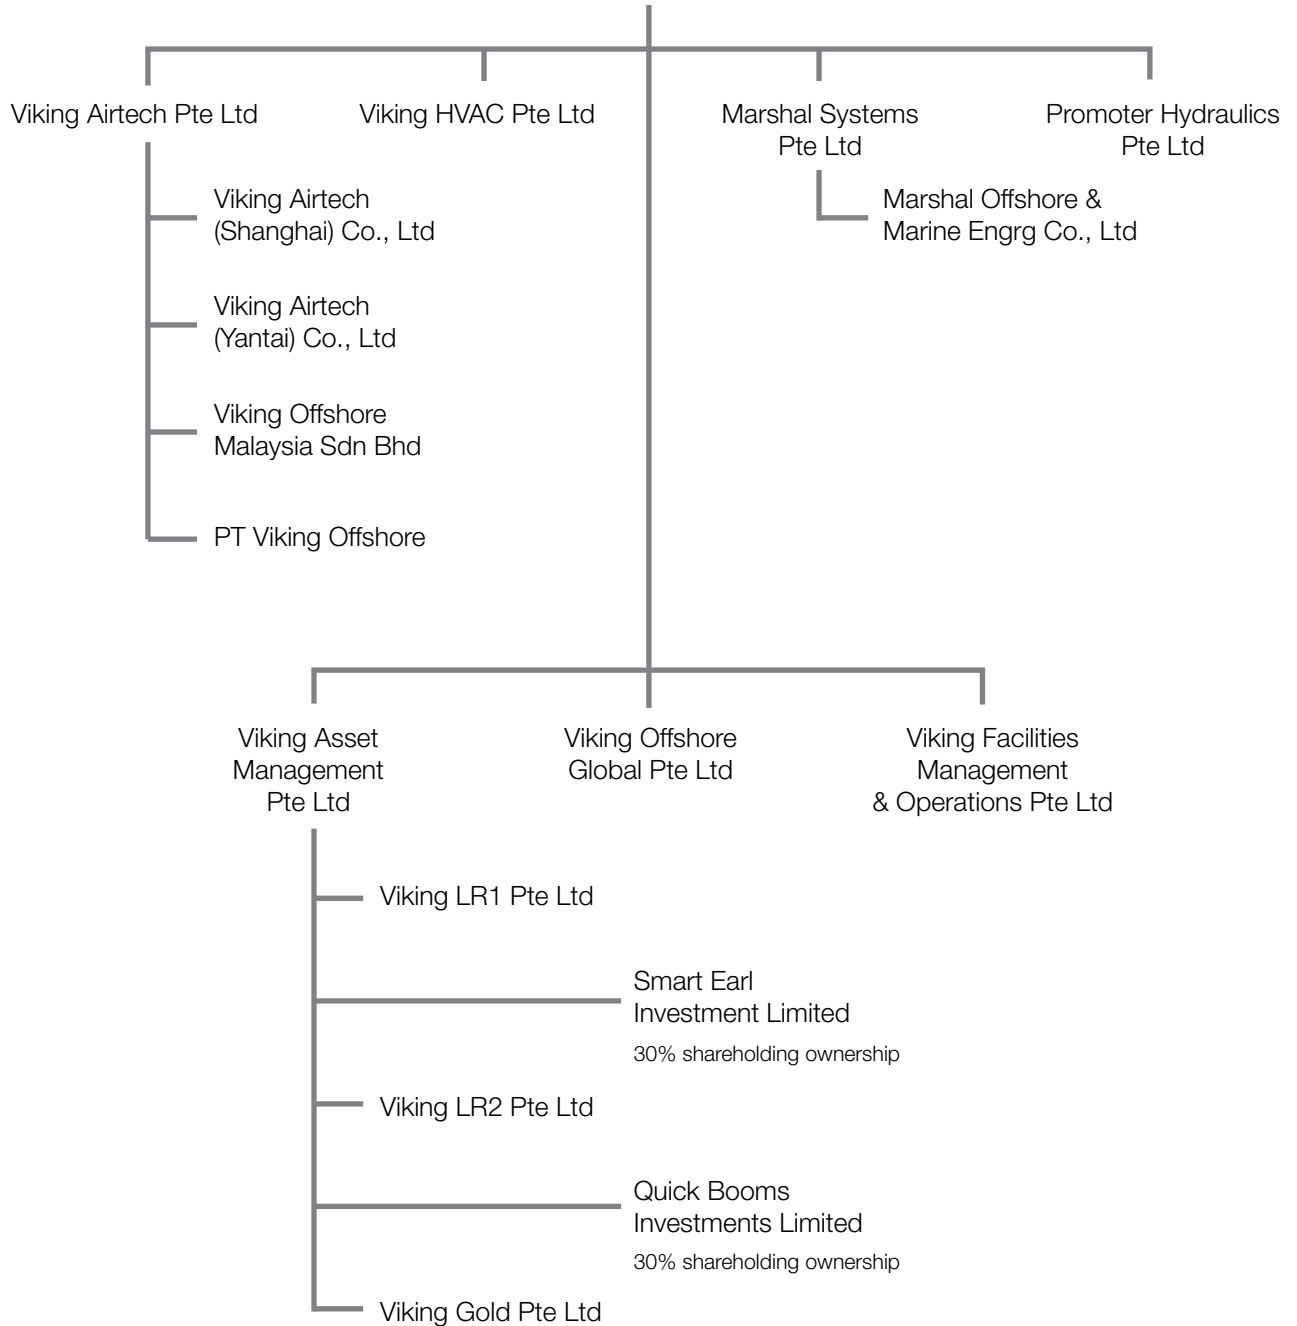 Viking Airtech Pte Ltd
Viking HVAC Pte Ltd
Marshal Systems
Pte Ltd
Promoter Hydraulics
Pte Ltd
Viking Airtech
(Shanghai) Co., Ltd
Marshal Offshore &
Marine Engrg Co., Ltd
Viking Airtech
(Yantai) Co., Ltd
Viking Offshore
Malaysia Sdn Bhd
PT Viking Offshore
Viking Asset
Management
Pte Ltd
Viking Offshore
Global Pte Ltd
Viking Facilities
Management
& Operations Pte Ltd
Viking LR1 Pte Ltd
Smart Earl
Investment Limited
30% shareholding ownership
Viking LR2 Pte Ltd
Quick Booms
Investments Limited
30% shareholding ownership
Viking Gold Pte Ltd